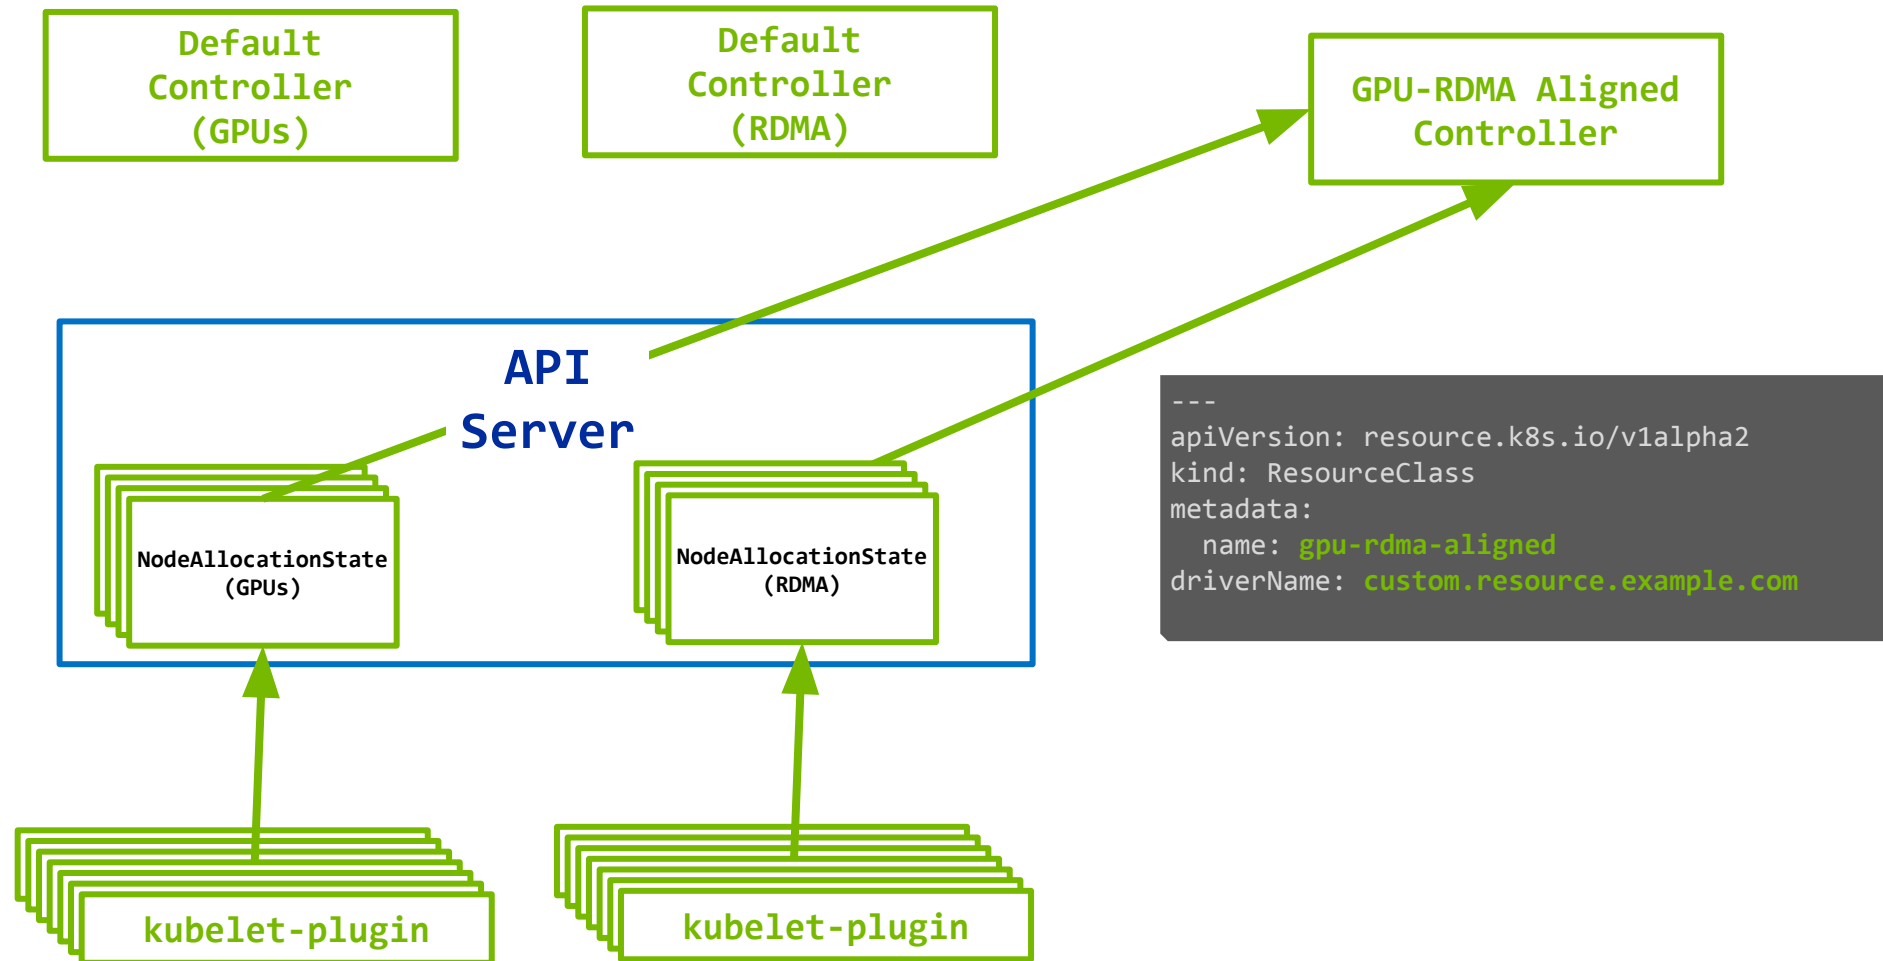 Default
Controller
(GPUs)
Default
Controller
(RDMA)
GPU-RDMA Aligned
Controller
API
Server
NodeAllocationState
(GPUs)
NodeAllocationState
(RDMA)
---
apiVersion: resource.k8s.io/v1alpha2
kind: ResourceClass
metadata:
  name: gpu-rdma-aligned
driverName: custom.resource.example.com
kubelet-plugin
kubelet-plugin